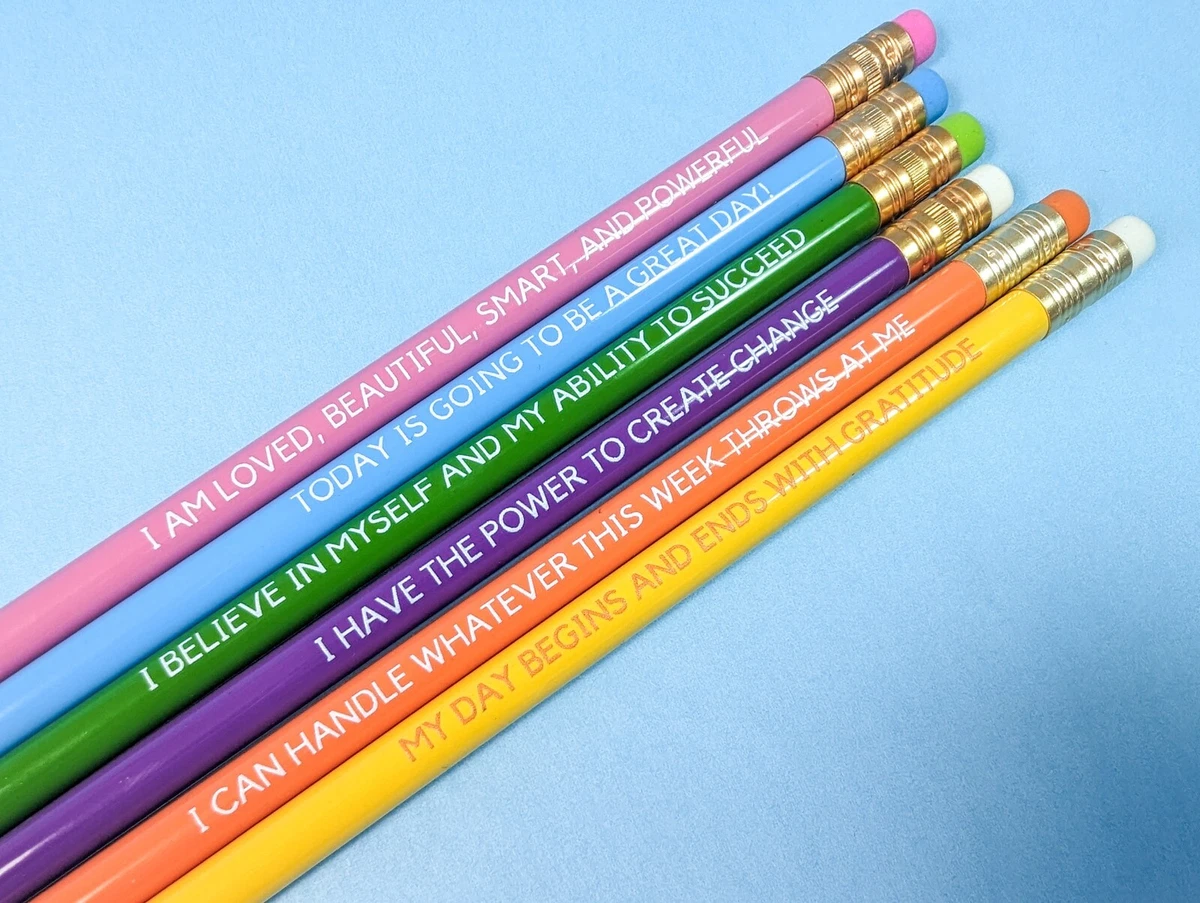 I AM LOVED, BEAUTIFUL, SMART, AND POWERFUL
TODAY IS GOING TO BE A GREAT DAY!
I BELIEVE IN MYSELF AND MY ABILITY TO SUCCEED
I HAVE THE POWER TO CREATE CHANGE
I CAN HANDLE WHATEVER THIS WEEK THROWS AT ME
MY DAY BEGINS AND ENDS WITH GRATITUDE